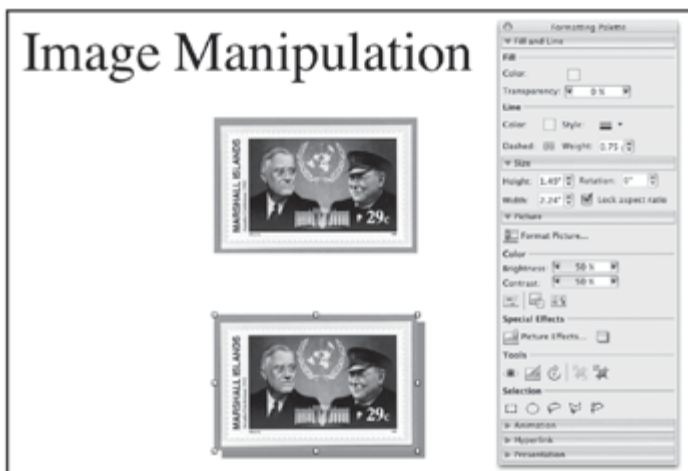 Image Manipulation
MARSHALL ISLANDS
29c
MARSHALL ISLANDS
29c
Formatting Palette
Fill and Line
Fill
Color:
Transparency: 0 %
Line
Color: Style:
Dashed: Weight: 0.75
Size
Height: 1.49" Rotation: 0°
Width: 2.24" Lock aspect ratio
Picture
Format Picture...
Color
Brightness: 50 %
Contrast: 50 %
Special Effects
Picture Effects...
Tools
Selection
Animation
Hyperlink
Presentation